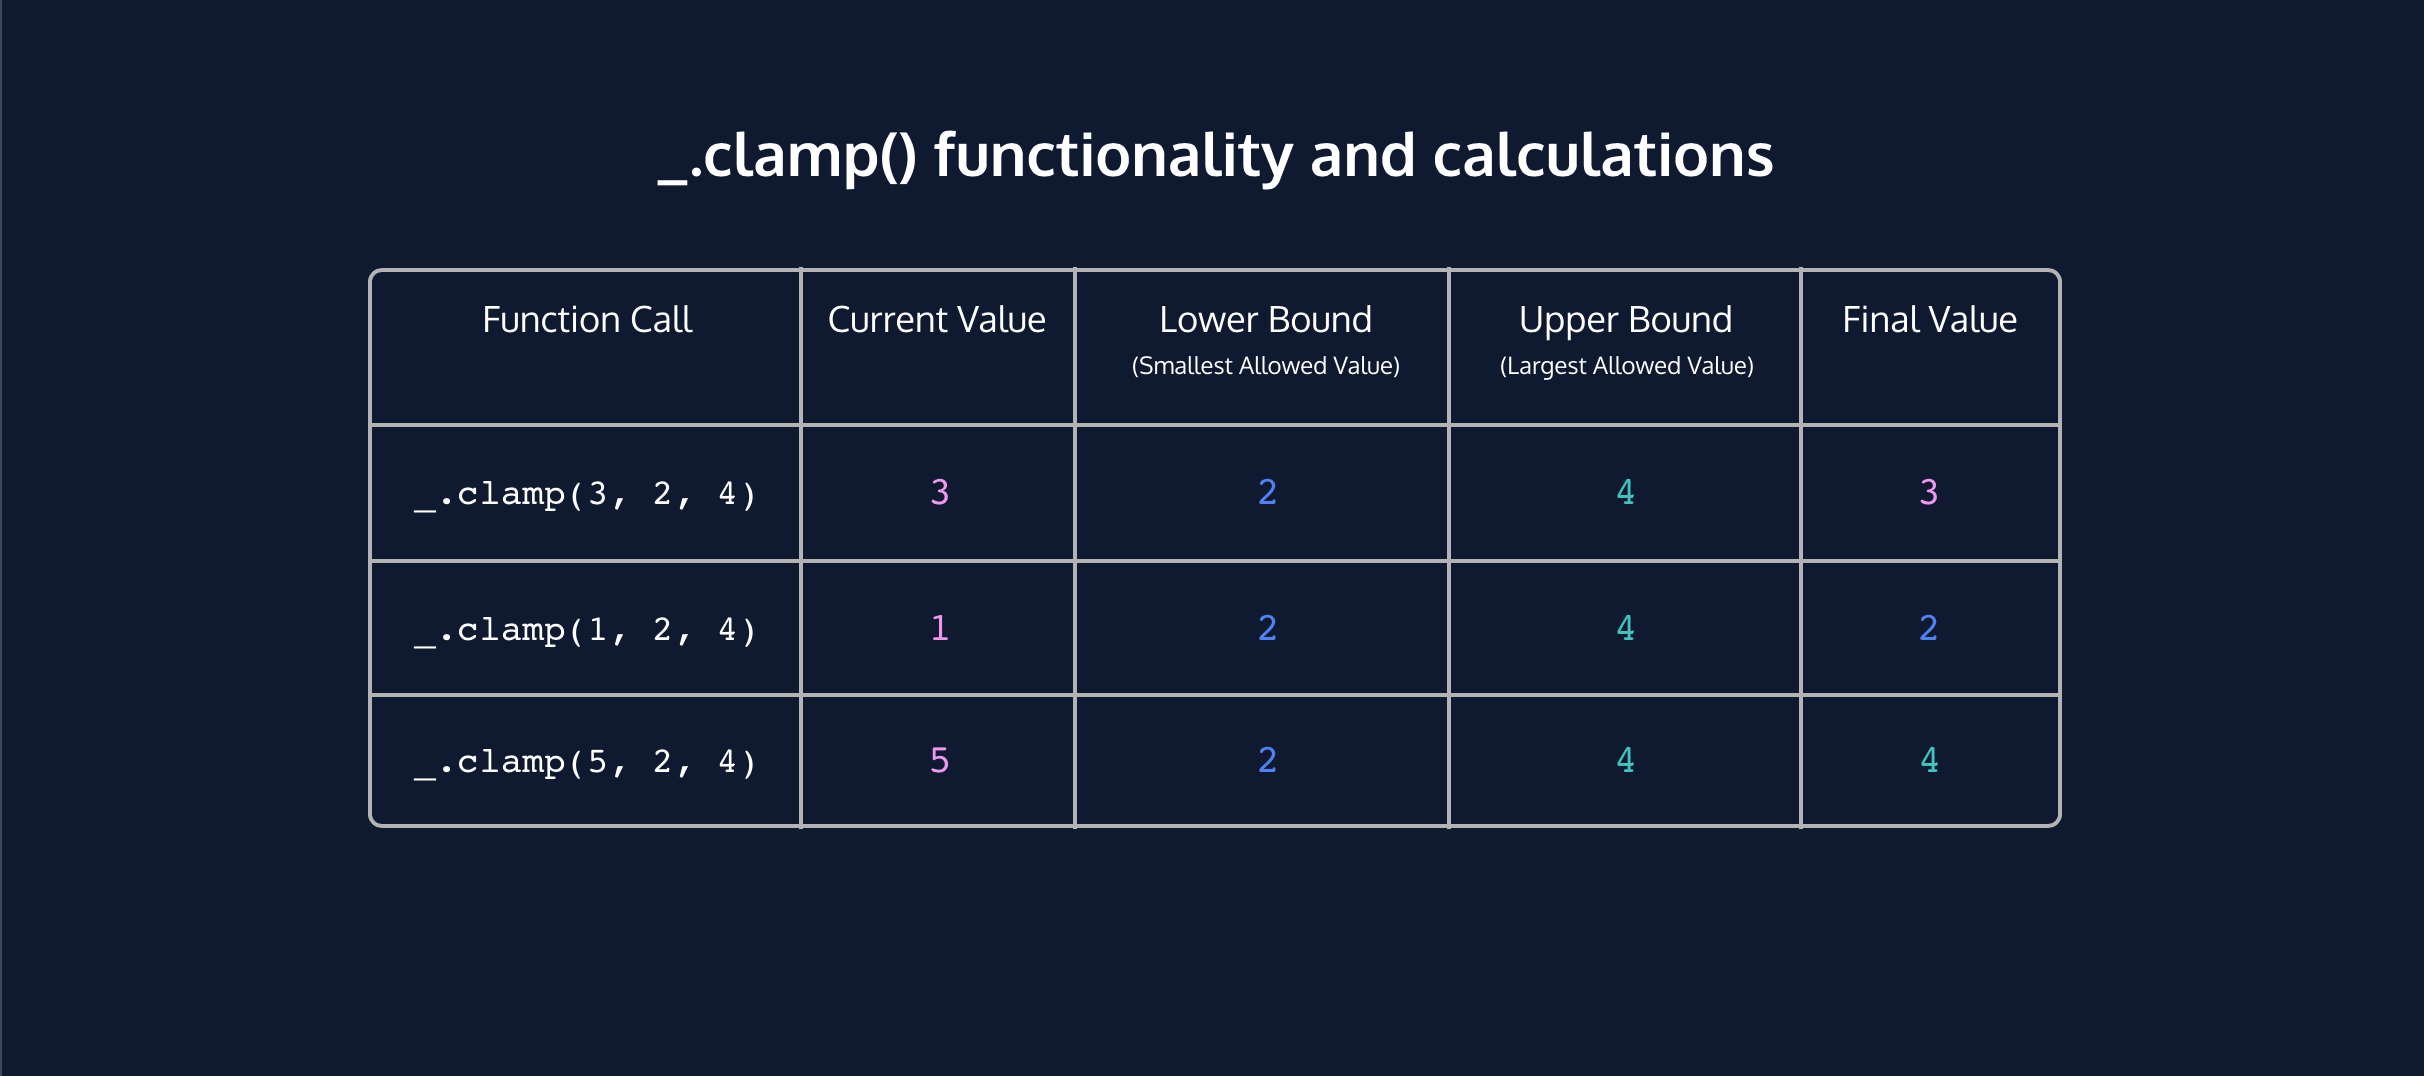 _.clamp() functionality and calculations
Function Call Current Value Lower Bound Upper Bound Final Value
(Smallest Allowed Value) (Largest Allowed Value)
_.clamp(3, 2, 4) 3 2 4 3
_.clamp(1, 2, 4) 1 2 4 2
_.clamp(5, 2, 4) 5 2 4 4